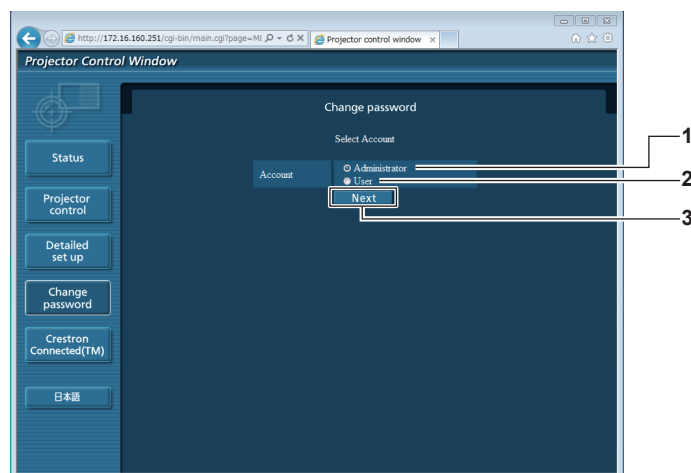 http://172.16.160.251/cgi-bin/main.cgi?page=MI
Projector control window
Projector Control Window
Change password
Select Account
Account
Administrator
User
Next
1
2
3
Status
Projector
control
Detailed
set up
Change
password
Crestron
Connected(TM)
日本語